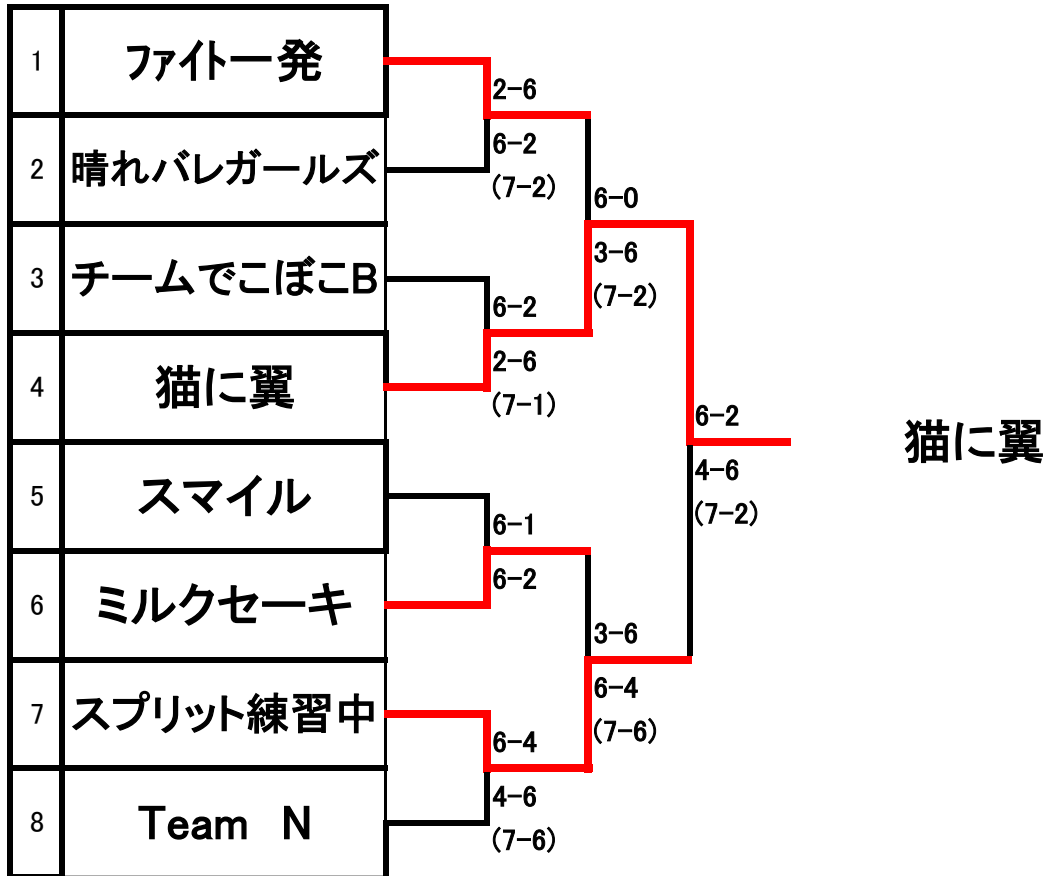 1 ファイト一発
2 晴れバレガールズ
3 チームでこぼこB
4 猫に翼
5 スマイル
6 ミルクセーキ
7 スプリット練習中
8 Team N
2-6
6-2
(7-2)
6-2
2-6
(7-1)
6-1
6-2
6-4
4-6
(7-6)
6-0
3-6
(7-2)
3-6
6-4
(7-6)
6-2
4-6
(7-2)
猫に翼